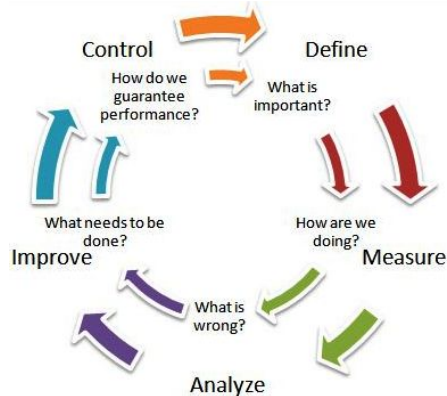 Control
Define
How do we
guarantee
performance?
What is
important?
What needs to be
done?
How are we
doing?
Improve
Measure
What is
wrong?
Analyze